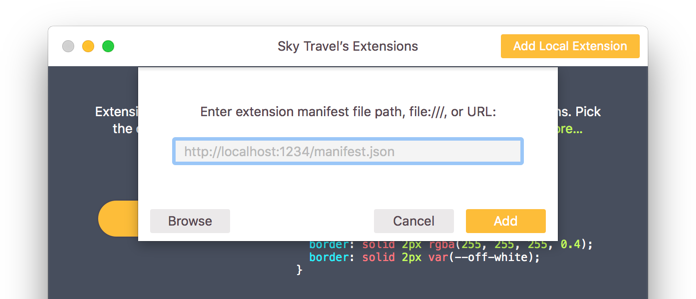 Sky Travel’s Extensions
Add Local Extension
Enter extension manifest file path, file:///, or URL:
http://localhost:1234/manifest.json
Browse
Cancel
Add
ns. Pick
the
ore…
border: solid 2px rgba(255, 255, 255, 0.4);
border: solid 2px var(--off-white);
}